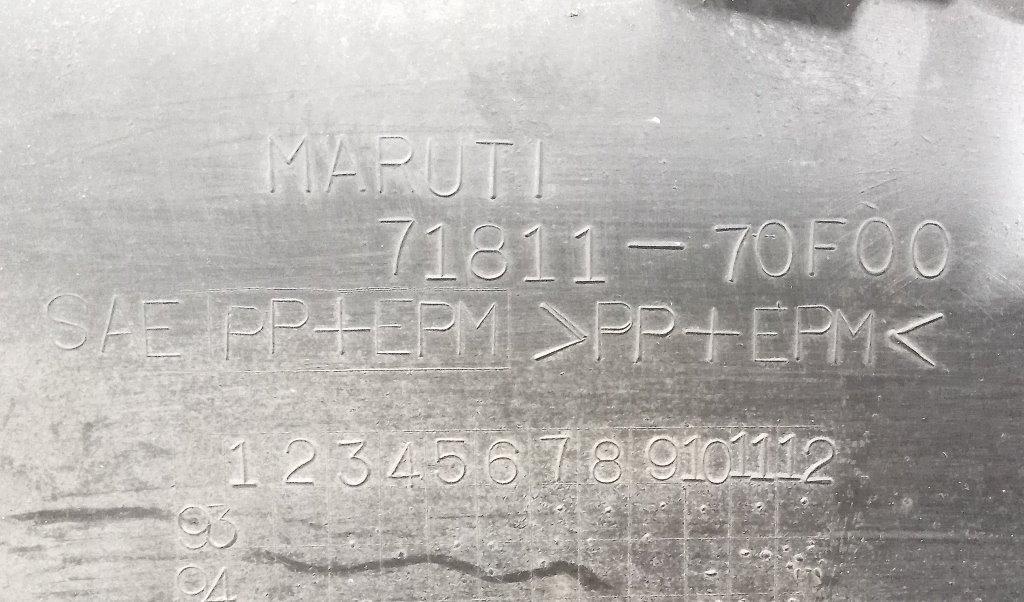 MARUTI
71811-70F00
SAE PP+EPM >PP+EPM<
1 2 3 4 5 6 7 8 9 10 11 12
93
94